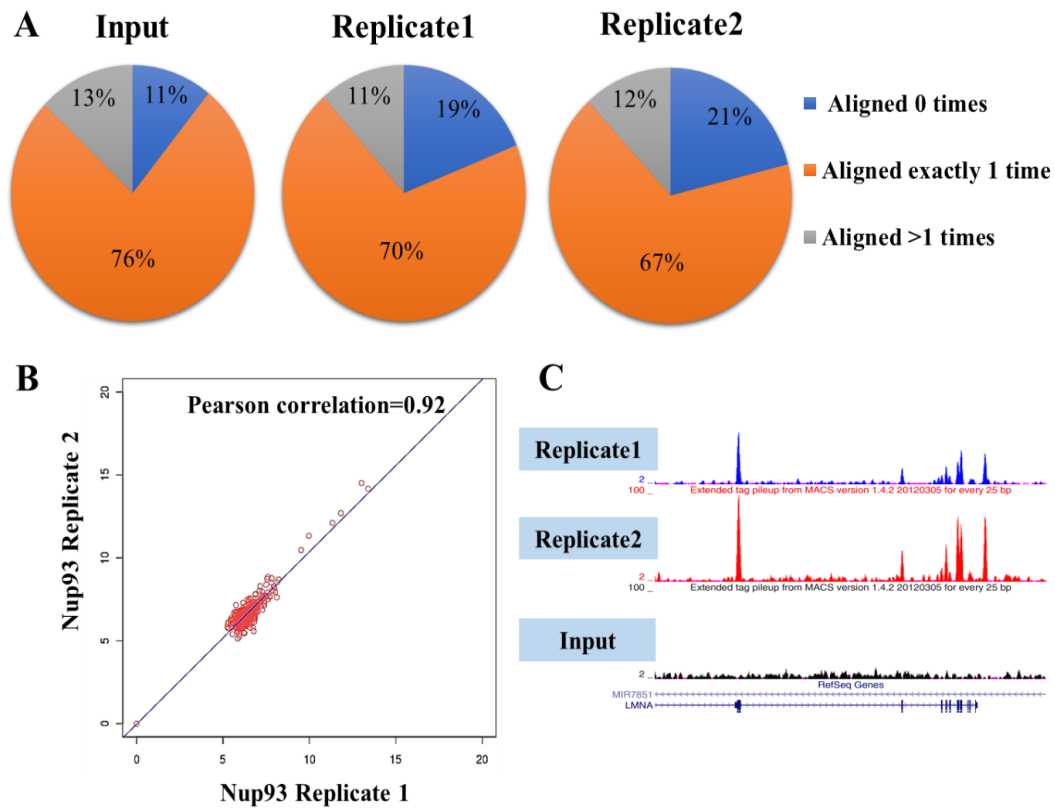 A
Input
Replicate1
Replicate2
13%
11%
76%
11%
19%
70%
12%
21%
67%
Aligned 0 times
Aligned exactly 1 time
Aligned >1 times
B
Pearson correlation=0.92
Nup93 Replicate 2
20
15
10
5
0
0
5
10
15
20
Nup93 Replicate 1
C
Replicate1
2
100
Extended tag pileup from MACS version 1.4.2 20120305 for every 25 bp
Replicate2
2
100
Extended tag pileup from MACS version 1.4.2 20120305 for every 25 bp
Input
2
RefSeq Genes
MIR7851
LMNA